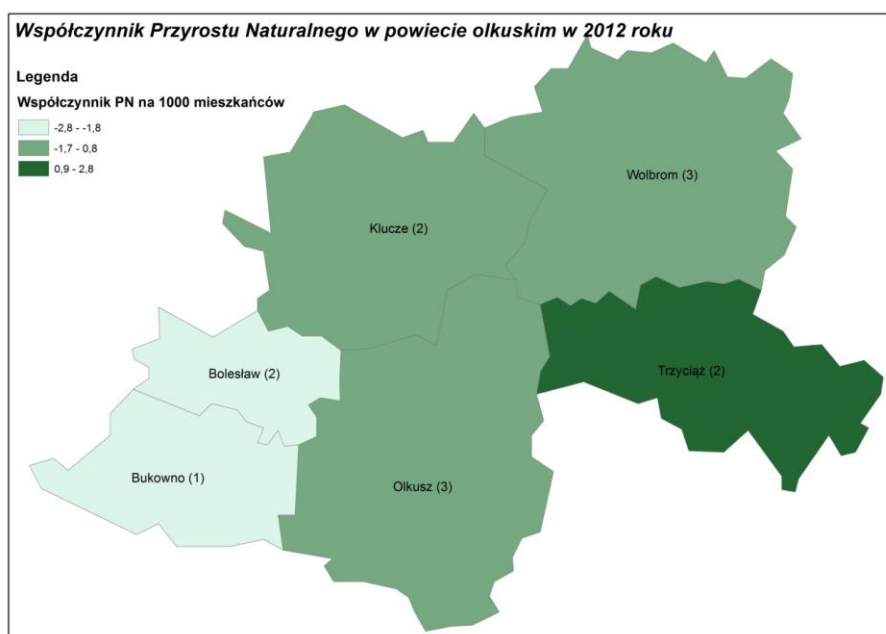 Współczynnik Przyrostu Naturalnego w powiecie olkuskim w 2012 roku
Legenda
Współczynnik PN na 1000 mieszkańców
-2,8 - -1,8
-1,7 - 0,8
0,9 - 2,8
Wolbrom (3)
Klucze (2)
Bolesław (2)
Trzyciąż (2)
Bukowno (1)
Olkusz (3)